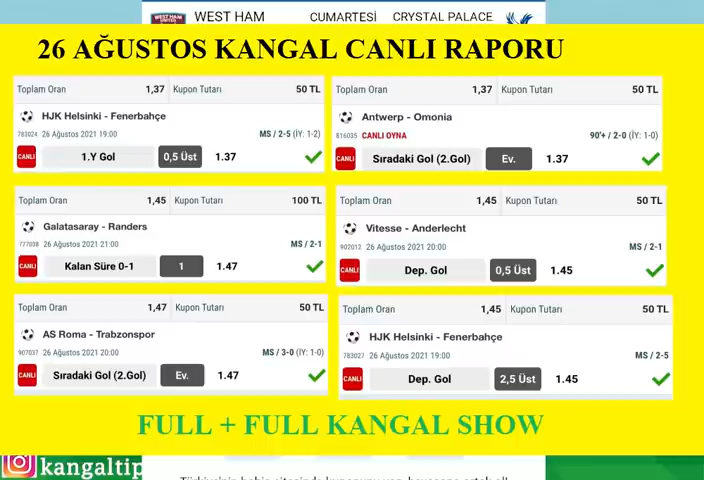 WEST HAM UNITED
WEST HAM CUMARTESİ CRYSTAL PALACE
26 AĞUSTOS KANGAL CANLI RAPORU
Toplam Oran 1,37 Kupon Tutarı 50 TL
HJK Helsinki - Fenerbahçe
783024 26 Ağustos 2021 19:00 MS / 2-5 (İY: 1-2)
CANLI 1.Y Gol 0,5 Üst 1.37
Toplam Oran 1,37 Kupon Tutarı 50 TL
Antwerp - Omonia
816035 CANLI OYNA 90'+ / 2-0 (İY: 1-0)
CANLI Sıradaki Gol (2.Gol) Ev. 1.37
Toplam Oran 1,45 Kupon Tutarı 100 TL
Galatasaray - Randers
777008 26 Ağustos 2021 21:00 MS / 2-1
CANLI Kalan Süre 0-1 1 1.47
Toplam Oran 1,45 Kupon Tutarı 50 TL
Vitesse - Anderlecht
902012 26 Ağustos 2021 20:00 MS / 2-1
CANLI Dep. Gol 0,5 Üst 1.45
Toplam Oran 1,47 Kupon Tutarı 50 TL
AS Roma - Trabzonspor
907037 26 Ağustos 2021 20:00 MS / 3-0 (İY: 1-0)
CANLI Sıradaki Gol (2.Gol) Ev. 1.47
Toplam Oran 1,45 Kupon Tutarı 50 TL
HJK Helsinki - Fenerbahçe
783027 26 Ağustos 2021 19:00 MS / 2-5
CANLI Dep. Gol 2,5 Üst 1.45
FULL + FULL KANGAL SHOW
kangaltip